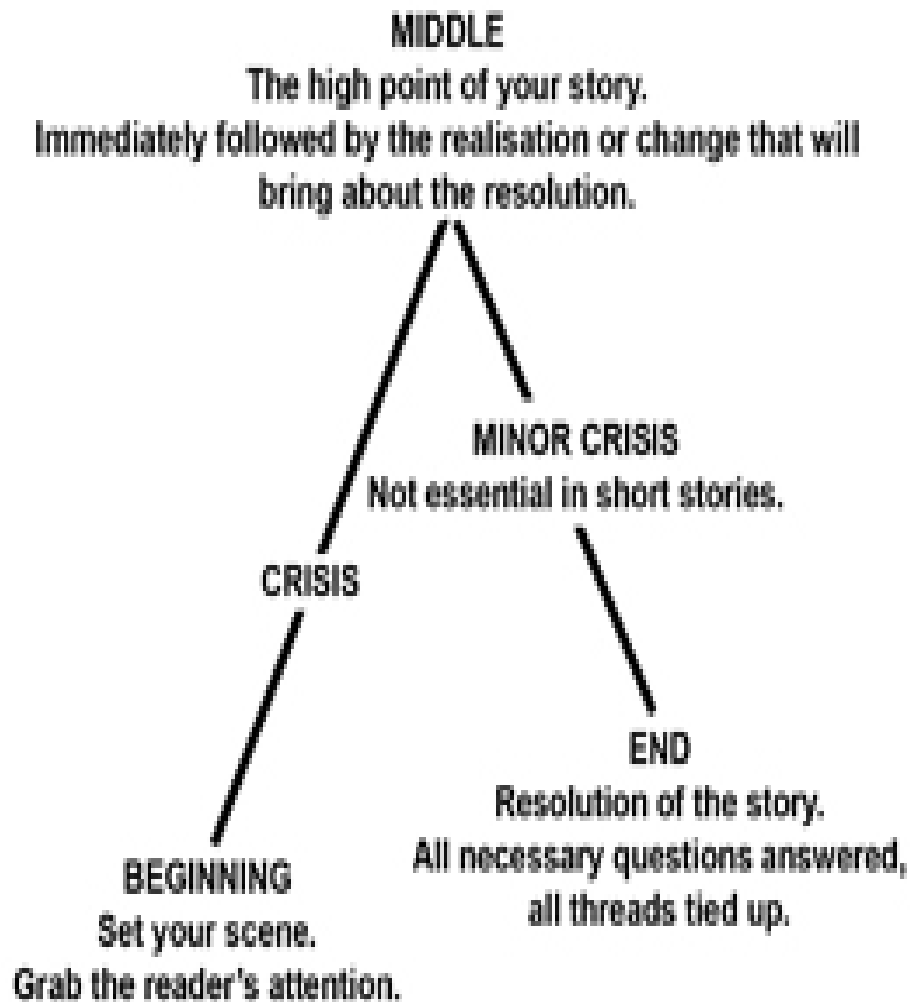 MIDDLE
The high point of your story.
Immediately followed by the realisation or change that will
bring about the resolution.
MINOR CRISIS
Not essential in short stories.
CRISIS
END
Resolution of the story.
All necessary questions answered,
all threads tied up.
BEGINNING
Set your scene.
Grab the reader's attention.